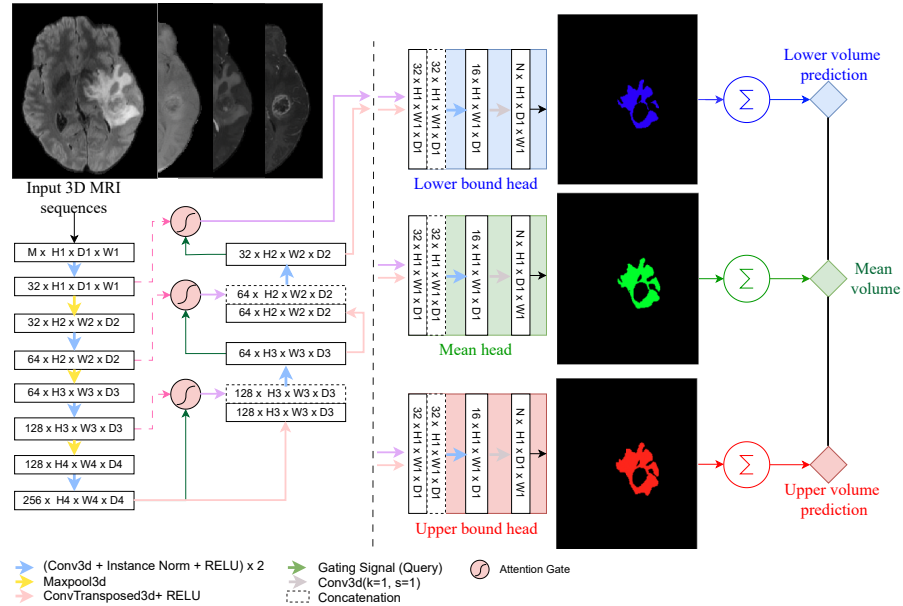 Input 3D MRI
sequences
M x H1 x D1 x W1
32 x H1 x D1 x W1
32 x H2 x W2 x D2
64 x H2 x W2 x D2
64 x H3 x W3 x D3
128 x H3 x W3 x D3
128 x H4 x W4 x D4
256 x H4 x W4 x D4
32 x H2 x W2 x D2
64 x H2 x W2 x D2
64 x H2 x W2 x D2
64 x H3 x W3 x D3
128 x H3 x W3 x D3
128 x H3 x W3 x D3
32 x H1 x W1 x D1
32 x H1 x W1 x D1
16 x H1 x W1 x D1
N x H1 x D1 x W1
Lower bound head
Σ
Lower volume
prediction
32 x H1 x W1 x D1
32 x H1 x W1 x D1
16 x H1 x W1 x D1
N x H1 x D1 x W1
Mean head
Σ
Mean
volume
32 x H1 x W1 x D1
32 x H1 x W1 x D1
16 x H1 x W1 x D1
N x H1 x D1 x W1
Upper bound head
Σ
Upper volume
prediction
(Conv3d + Instance Norm + RELU) x 2
Maxpool3d
ConvTransposed3d+ RELU
Gating Signal (Query)
Conv3d(k=1, s=1)
Concatenation
Attention Gate